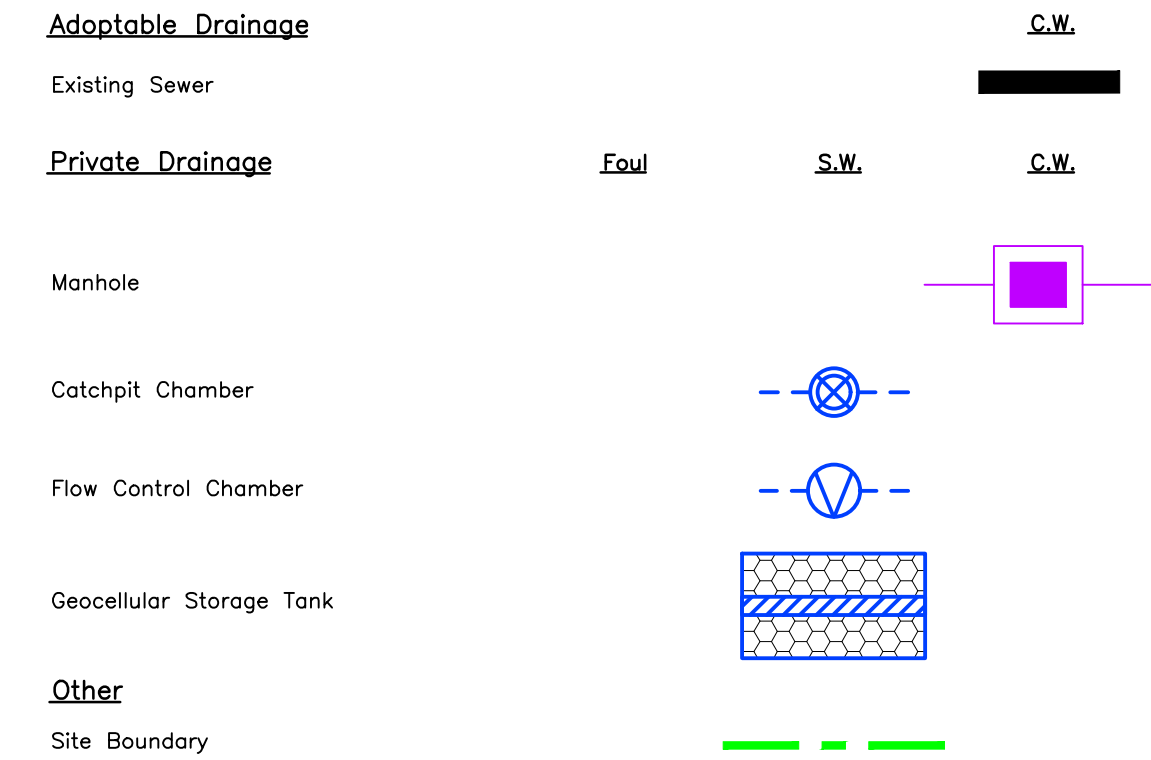 Adoptable Drainage C.W.
Existing Sewer
Private Drainage Foul S.W. C.W.
Manhole
Catchpit Chamber
Flow Control Chamber
Geocellular Storage Tank
Other
Site Boundary